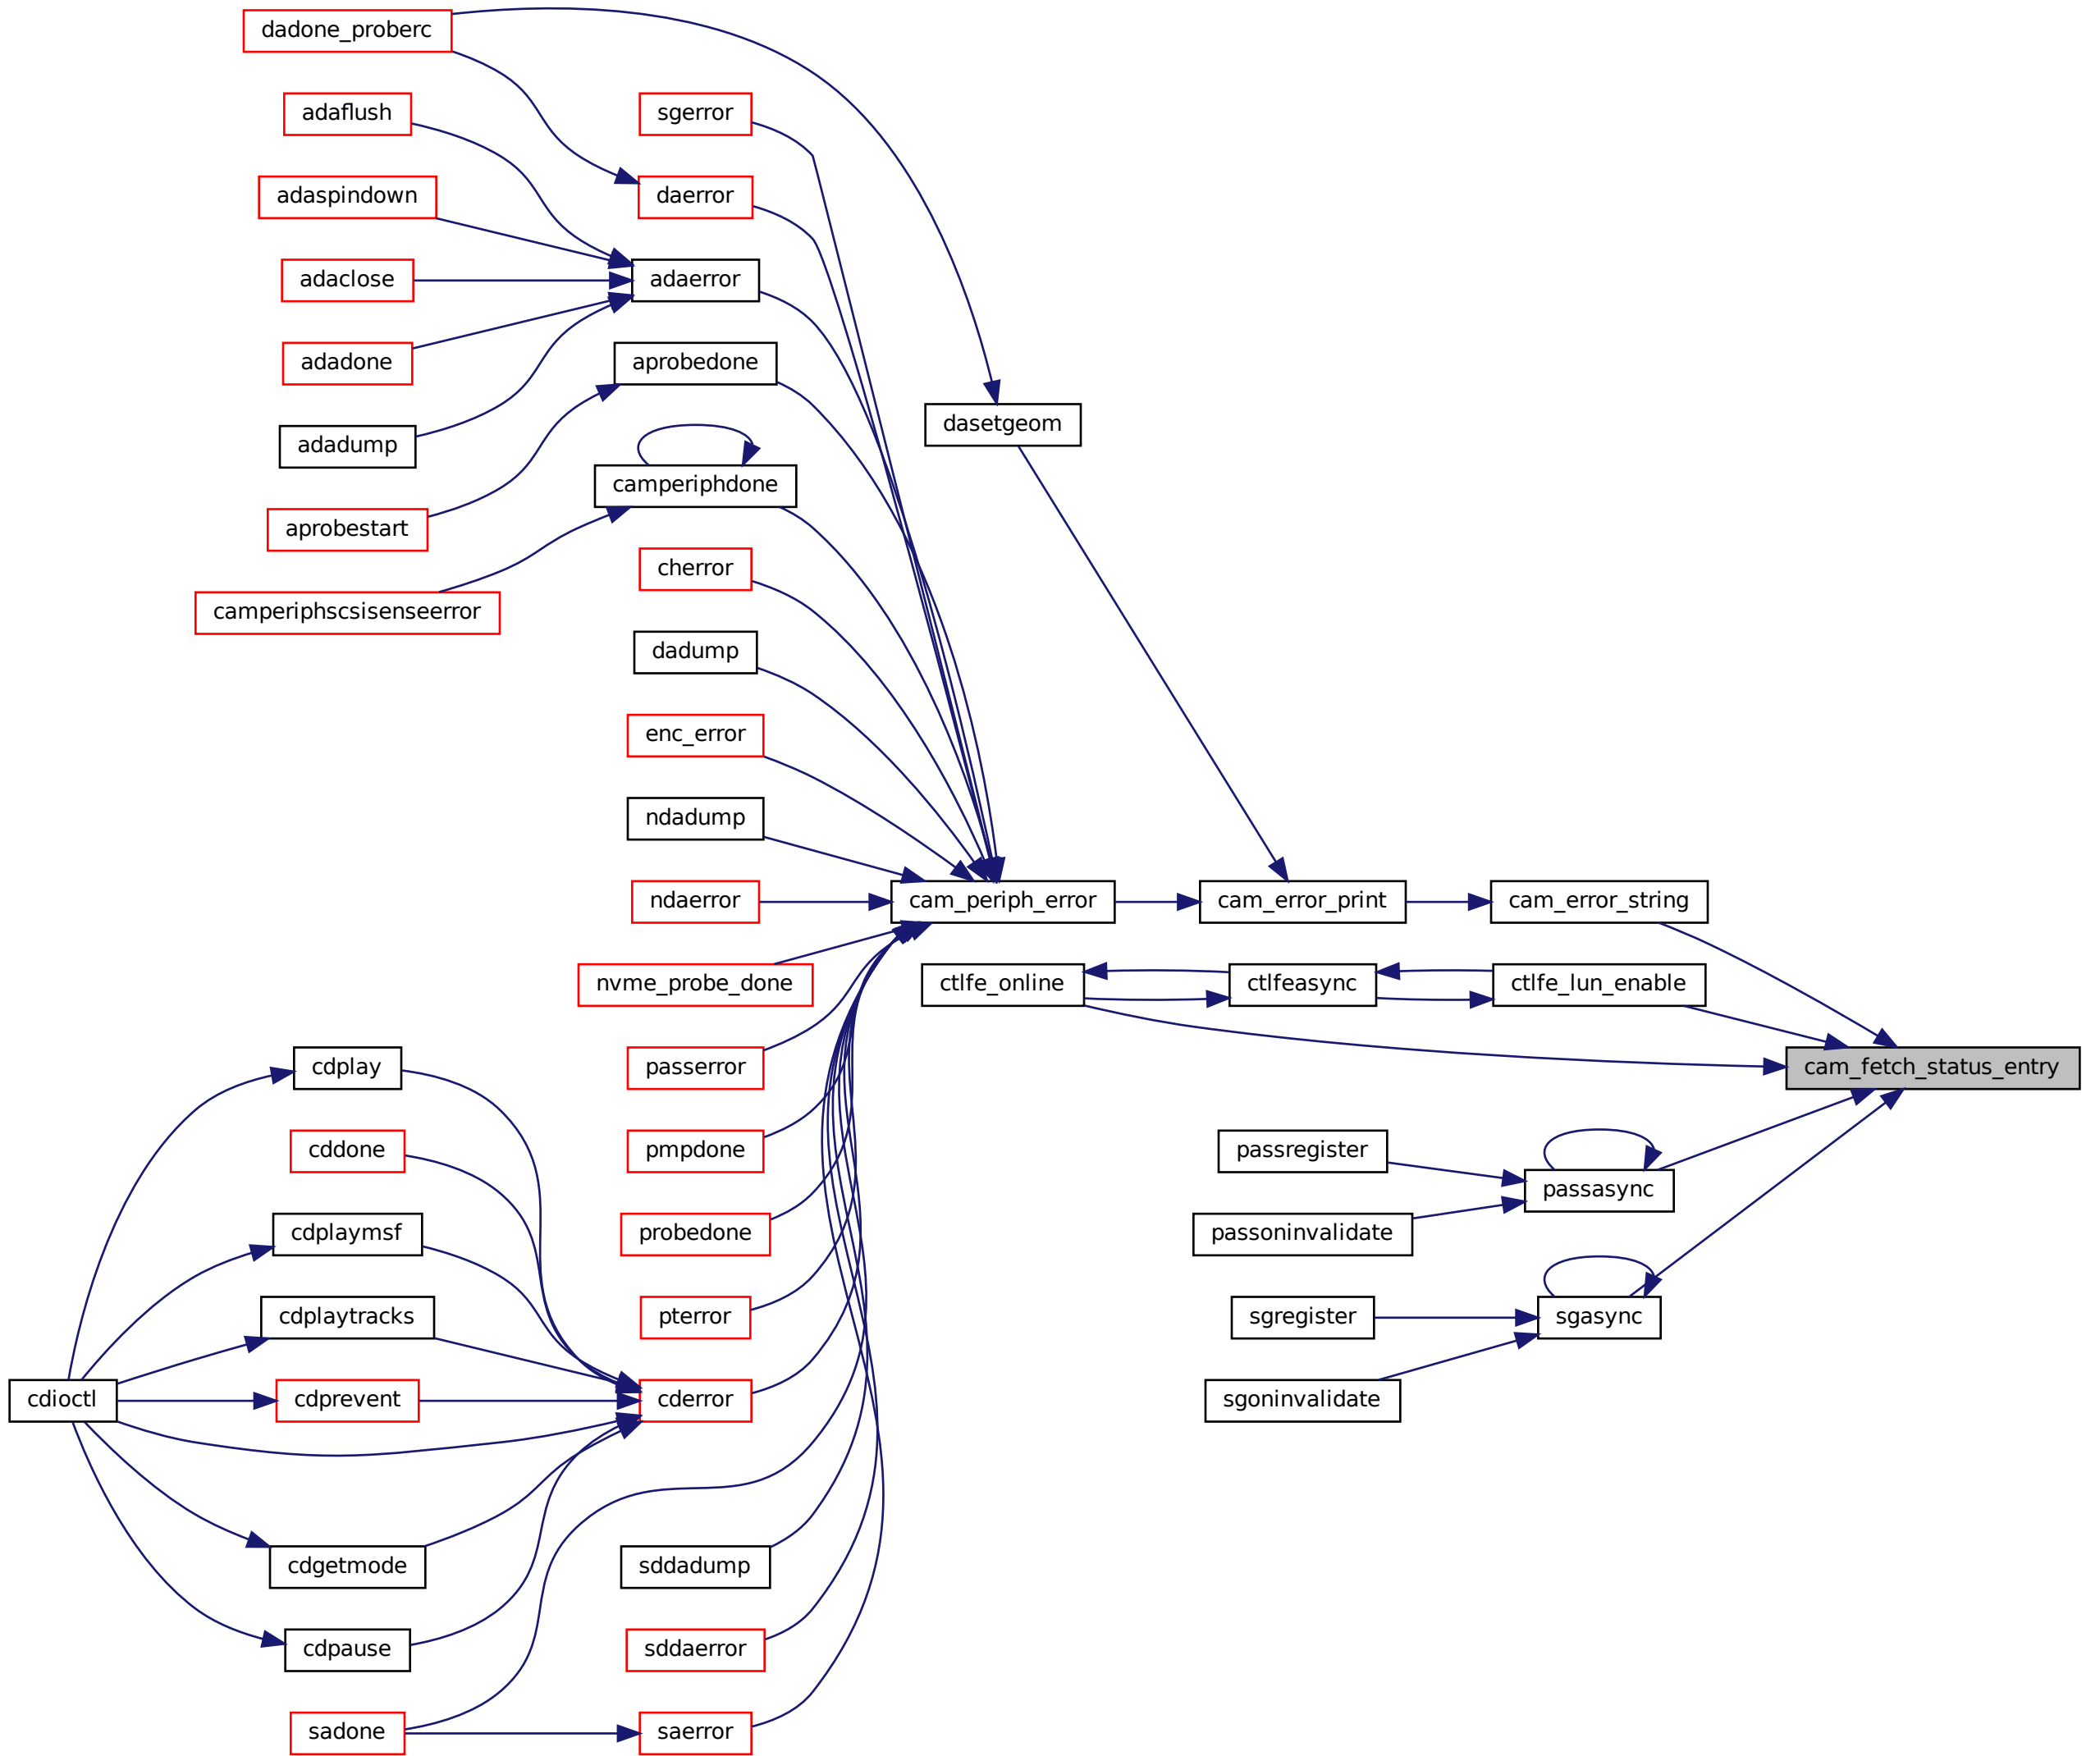 dadone_proberc
adaflush
sgerror
adaspindown
daerror
adaclose
adaerror
adadone
aprobedone
dasetgeom
adadump
camperiphdone
aprobestart
cherror
camperiphscsisenseerror
dadump
enc_error
ndadump
ndaerror
cam_periph_error
cam_error_print
cam_error_string
nvme_probe_done
ctlfe_online
ctlfeasync
ctlfe_lun_enable
cdplay
passerror
cam_fetch_status_entry
cddone
pmpdone
passregister
passasync
cdplaymsf
probedone
passoninvalidate
cdplaytracks
pterror
sgregister
sgasync
cdioctl
cdprevent
cderror
sgoninvalidate
cdgetmode
sddadump
cdpause
sddaerror
sadone
saerror